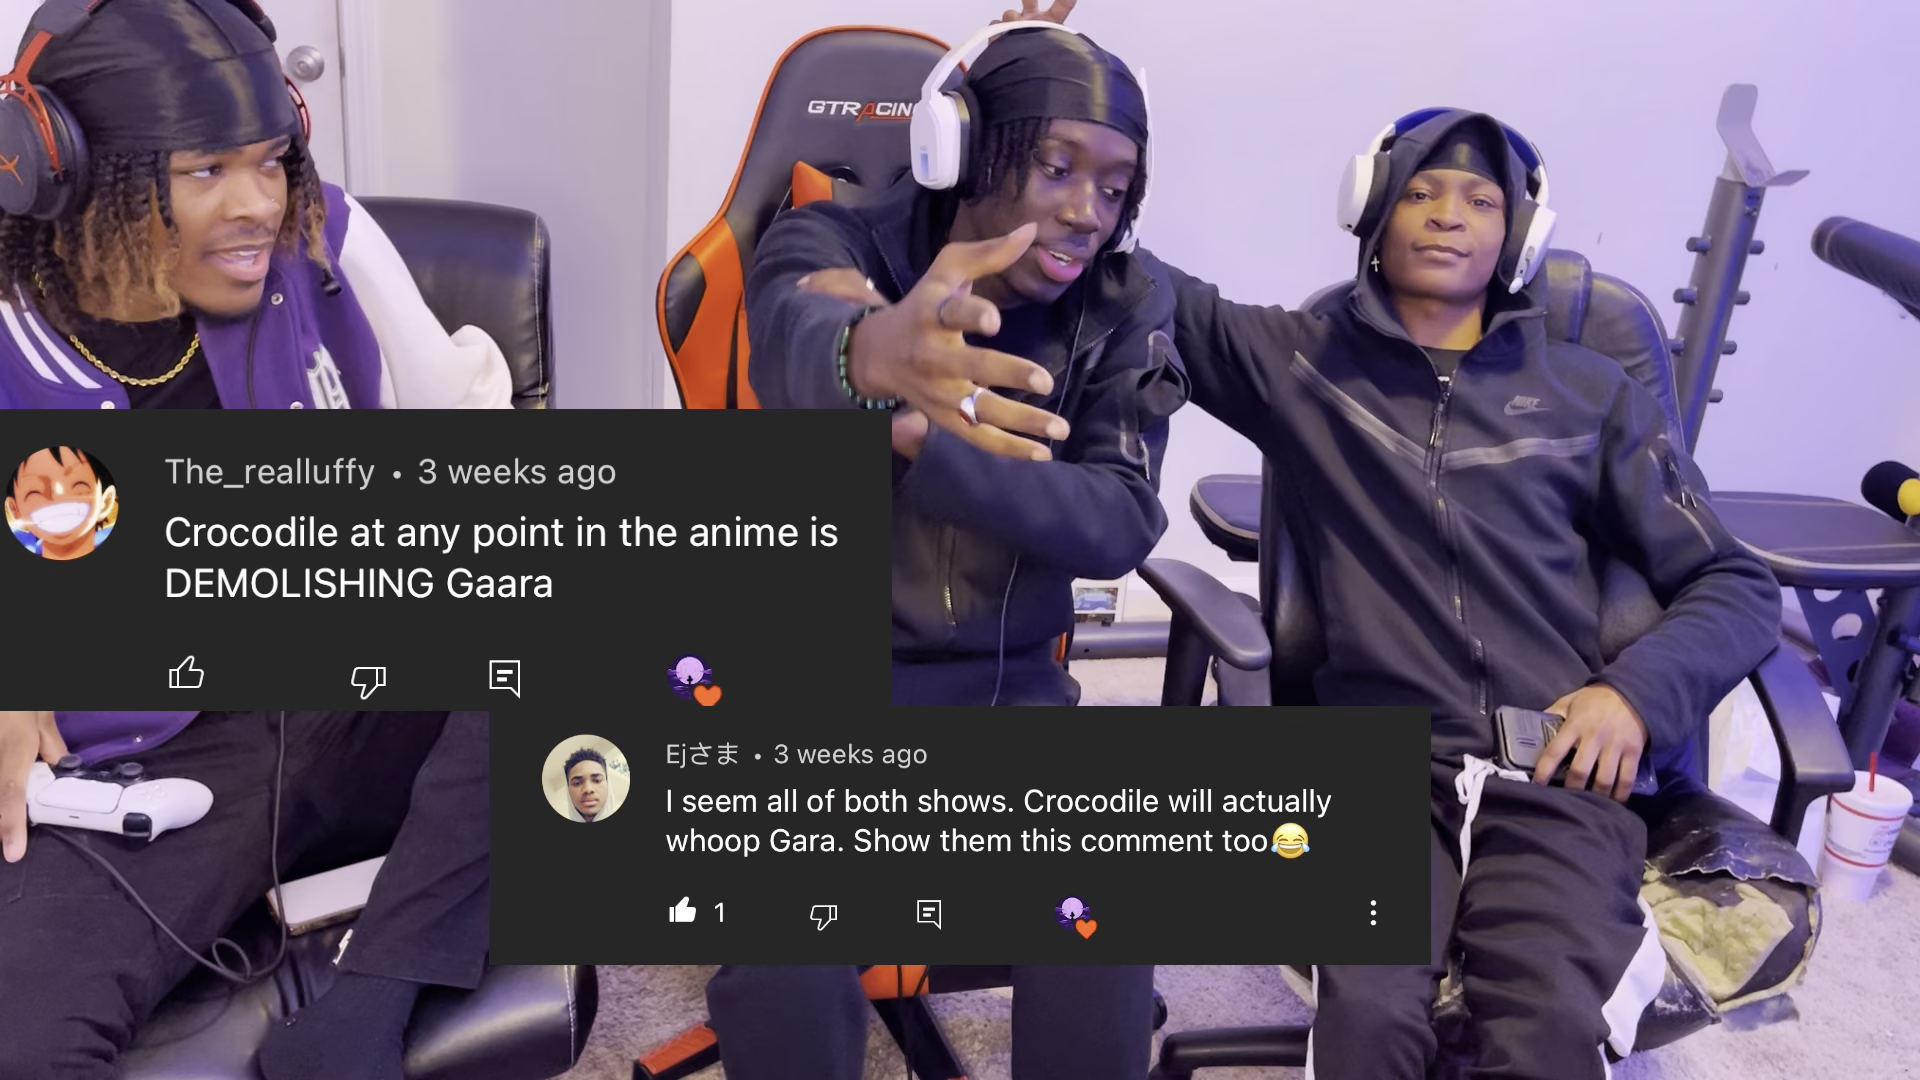 GTRACIN
NIKE
The_realluffy • 3 weeks ago
Crocodile at any point in the anime is
DEMOLISHING Gaara
Ejさま • 3 weeks ago
I seem all of both shows. Crocodile will actually
whoop Gara. Show them this comment too😂
1